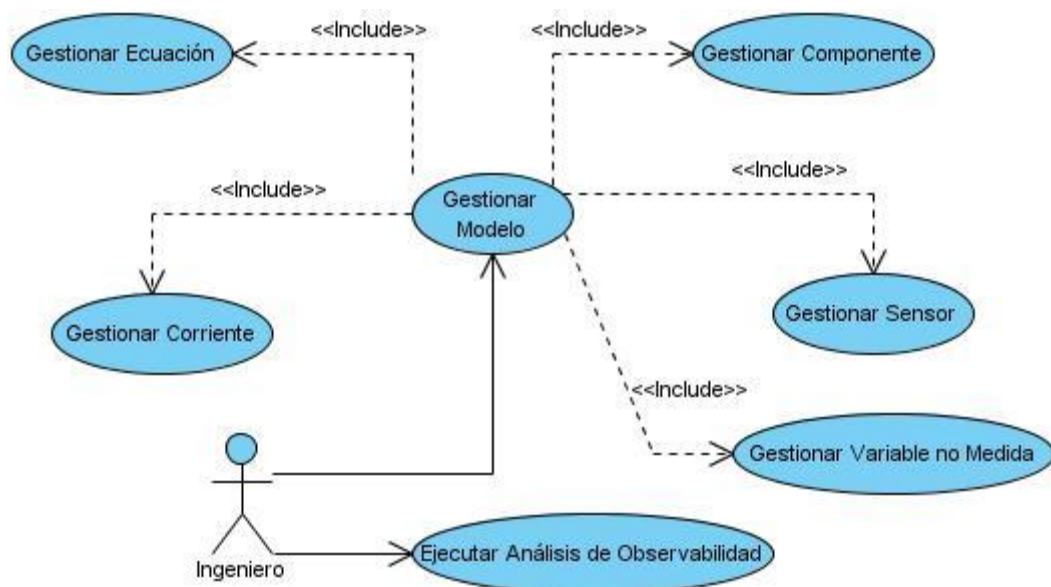 <<Include>>
<<Include>>
Gestionar Ecuación
Gestionar Componente
<<Include>>
<<Include>>
Gestionar
Modelo
Gestionar Corriente
Gestionar Sensor
<<Include>>
Gestionar Variable no Medida
Ejecutar Análisis de Observabilidad
Ingeniero